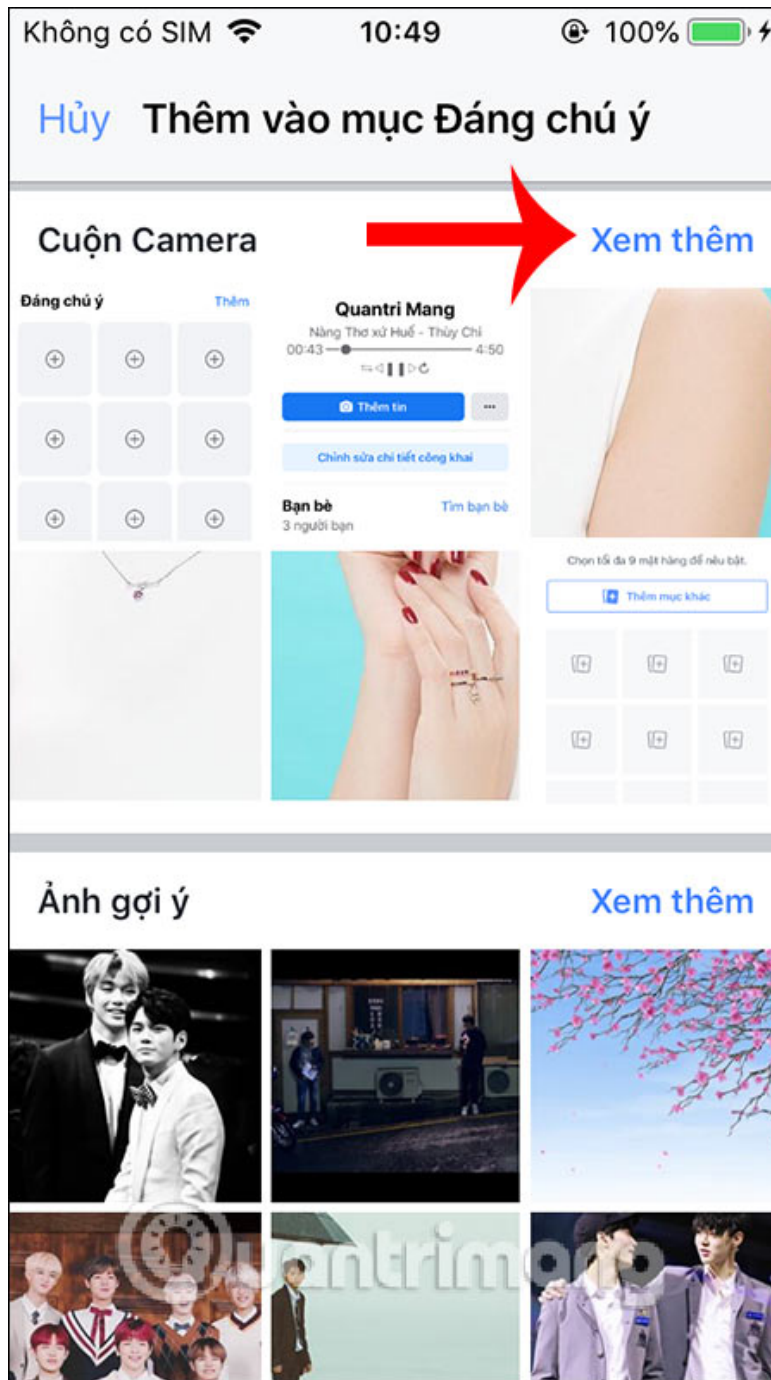 Không có SIM 10:49 100%
Hủy Thêm vào mục Đáng chú ý
Cuộn Camera Xem thêm
Đáng chú ý Thêm
Quantri Mang
Nàng Thơ xứ Huế - Thùy Chi
00:43 4:50
Thêm tin
Chỉnh sửa chi tiết công khai
Bạn bè Tìm bạn bè
3 người bạn
Chọn tối đa 9 mặt hàng để nêu bật.
Thêm mục khác
Ảnh gợi ý Xem thêm
Quantrimang